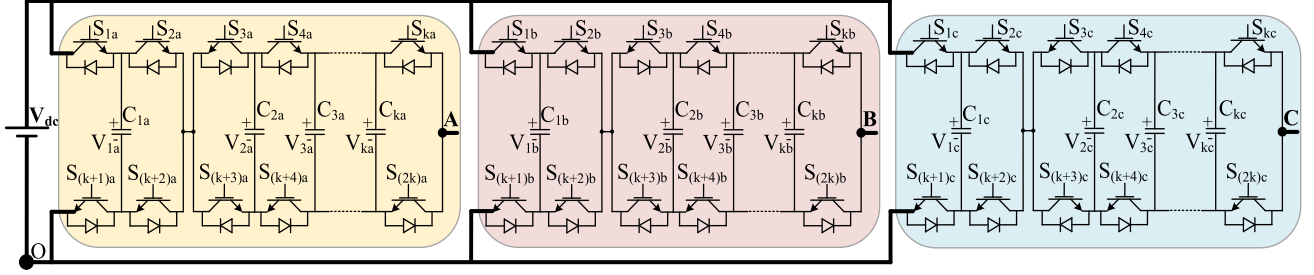 S1a S2a S3a S4a Ska S1b S2b S3b S4b Skb S1c S2c S3c S4c Skc
Vdc + C1a + C2a C3a Cka A + C1b + C2b C3b Ckb B + C1c + C2c C3c Ckc C
V1a V2a V3a Vka V1b V2b V3b Vkb V1c V2c V3c Vkc
S(k+1)a S(k+2)a S(k+3)a S(k+4)a S(2k)a S(k+1)b S(k+2)b S(k+3)b S(k+4)b S(2k)b S(k+1)c S(k+2)c S(k+3)c S(k+4)c S(2k)c
O